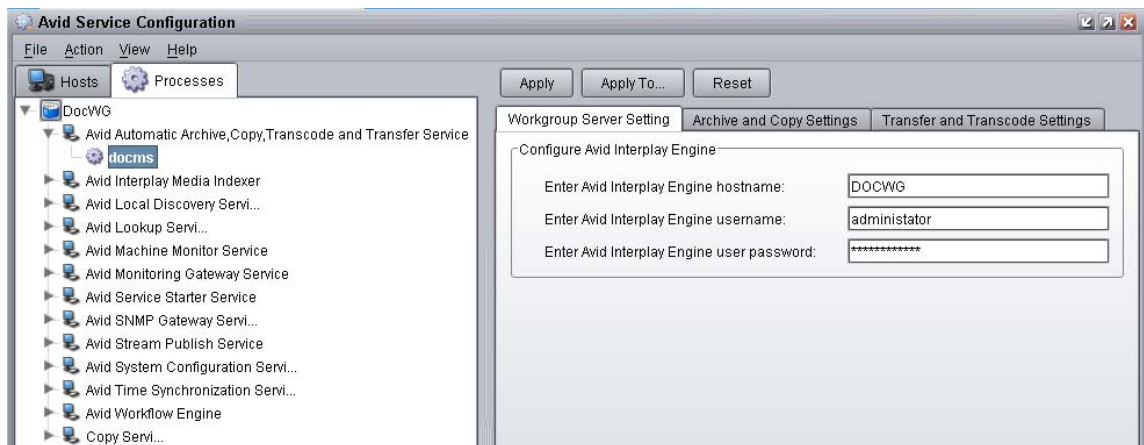 Avid Service Configuration
File Action View Help
Hosts Processes
DocWG
Avid Automatic Archive,Copy,Transcode and Transfer Service
docms
Avid Interplay Media Indexer
Avid Local Discovery Servi...
Avid Lookup Servi...
Avid Machine Monitor Service
Avid Monitoring Gateway Service
Avid Service Starter Service
Avid SNMP Gateway Servi...
Avid Stream Publish Service
Avid System Configuration Servi...
Avid Time Synchronization Servi...
Avid Workflow Engine
Copy Servi...
Apply Apply To... Reset
Workgroup Server Setting Archive and Copy Settings Transfer and Transcode Settings
Configure Avid Interplay Engine
Enter Avid Interplay Engine hostname: DOCWG
Enter Avid Interplay Engine username: administator
Enter Avid Interplay Engine user password: ************